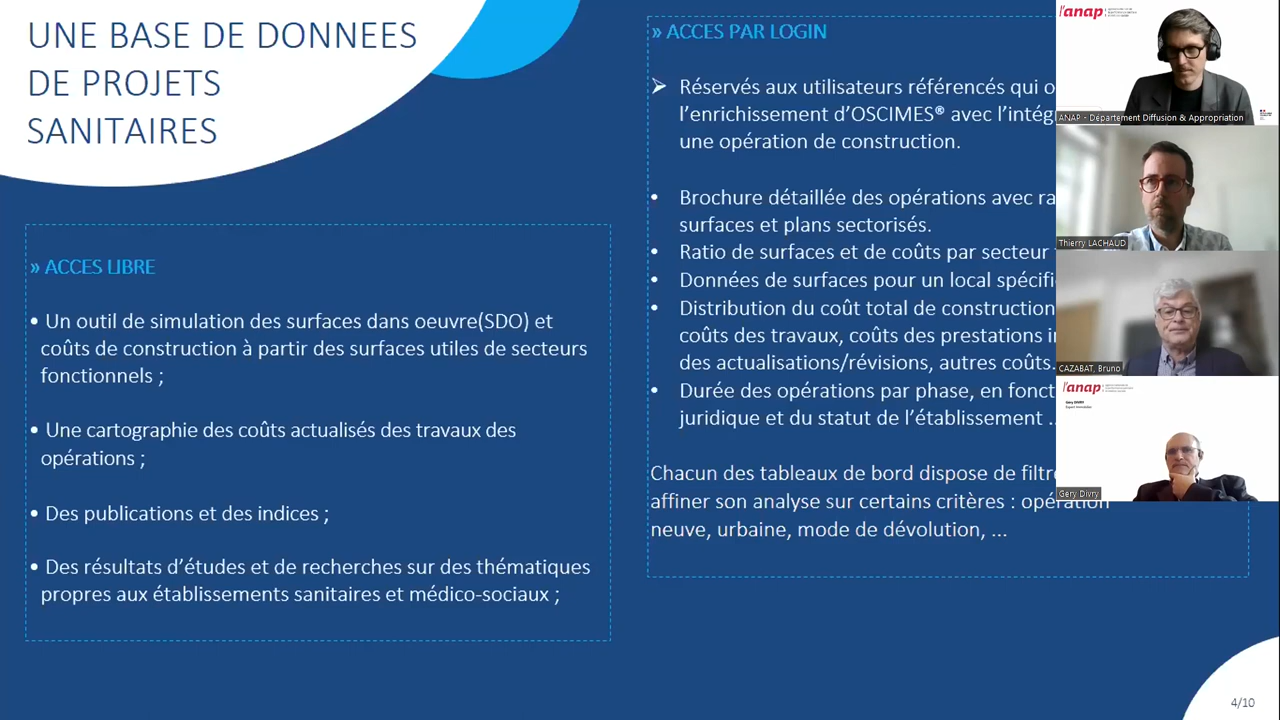 UNE BASE DE DONNEES
DE PROJETS
SANITAIRES
» ACCES LIBRE
• Un outil de simulation des surfaces dans oeuvre(SDO) et
coûts de construction à partir des surfaces utiles de secteurs
fonctionnels ;
• Une cartographie des coûts actualisés des travaux des
opérations ;
• Des publications et des indices ;
• Des résultats d’études et de recherches sur des thématiques
propres aux établissements sanitaires et médico-sociaux ;
» ACCES PAR LOGIN
➢ Réservés aux utilisateurs référencés qui o
l’enrichissement d’OSCIMES® avec l’intég
une opération de construction.
• Brochure détaillée des opérations avec ra
surfaces et plans sectorisés.
• Ratio de surfaces et de coûts par secteur
• Données de surfaces pour un local spécifi
• Distribution du coût total de construction
coûts des travaux, coûts des prestations i
des actualisations/révisions, autres coûts.
• Durée des opérations par phase, en fonct
juridique et du statut de l’établissement ..
Chacun des tableaux de bord dispose de filtre
affiner son analyse sur certains critères : opération
neuve, urbaine, mode de dévolution, ...
4/10
l'anap
ANAP - Département Diffusion & Appropriation
Thierry LACHAUD
CAZABAT, Bruno
l'anap
Gery DIVRY
Expert Immobilier
Gery Divry